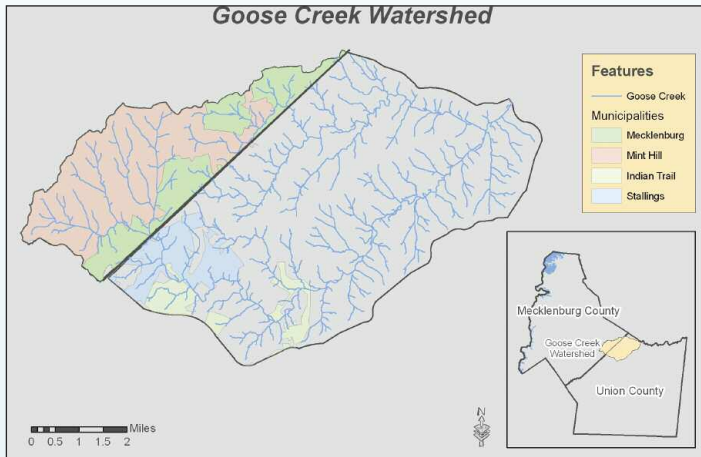 Goose Creek Watershed
Features
Goose Creek
Municipalities
Mecklenburg
Mint Hill
Indian Trail
Stallings
Mecklenburg County
Goose Creek
Watershed
Union County
N
Miles
0 0.5 1 1.5 2